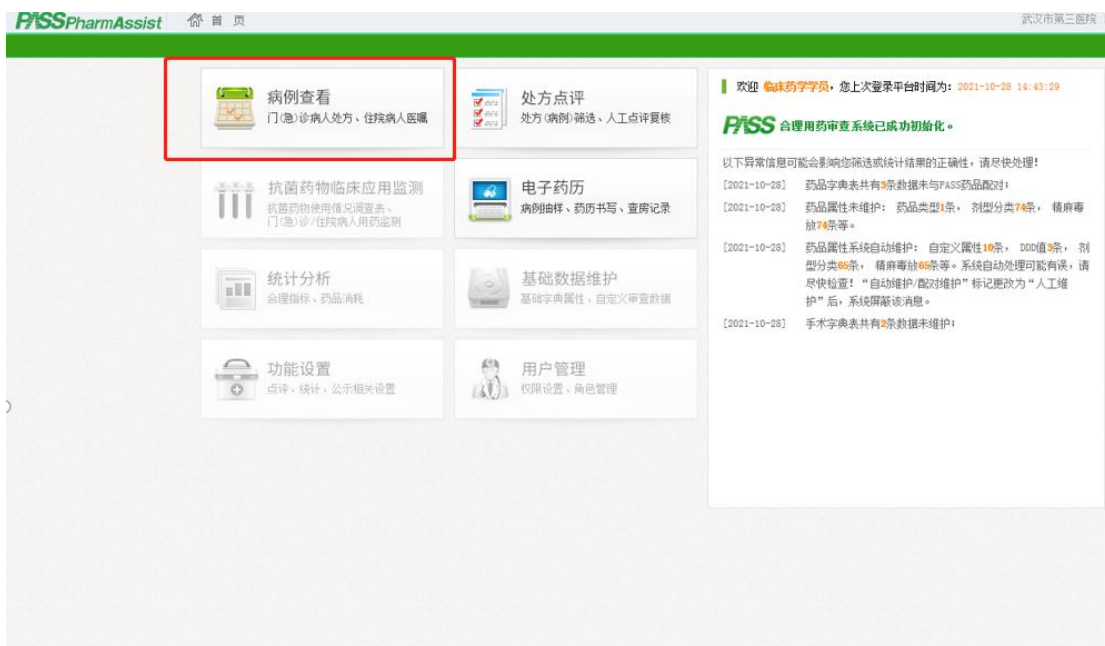 PASS PharmAssist
首 页
武汉市第三医院
病例查看
门(急)诊病人处方、住院病人医嘱
处方点评
处方(病例)筛选、人工点评复核
抗菌药物临床应用监测
抗菌药物使用情况调查表、
门(急)诊/住院病人用药监测
电子药历
病例抽样、药历书写、查房记录
统计分析
合理指标、药品消耗
基础数据维护
基础字典属性、自定义审查数据
功能设置
点评、统计、公示相关设置
用户管理
权限设置、角色管理
欢迎 临床药学学员，您上次登录平台时间为: 2021-10-28 14:43:29
PASS 合理用药审查系统已成功初始化。
以下异常信息可能会影响您筛选或统计结果的正确性，请尽快处理!
[2021-10-28] 药品字典表共有3条数据未与PASS药品配对;
[2021-10-28] 药品属性未维护: 药品类型1条， 剂型分类74条， 精麻毒
放74条等。
[2021-10-28] 药品属性系统自动维护: 自定义属性10条， DDD值3条， 剂
型分类65条， 精麻毒放65条等。系统自动处理可能有误，请
尽快检查! “自动维护/配对维护”标记更改为“人工维
护”后，系统屏蔽该消息。
[2021-10-28] 手术字典表共有2条数据未维护;